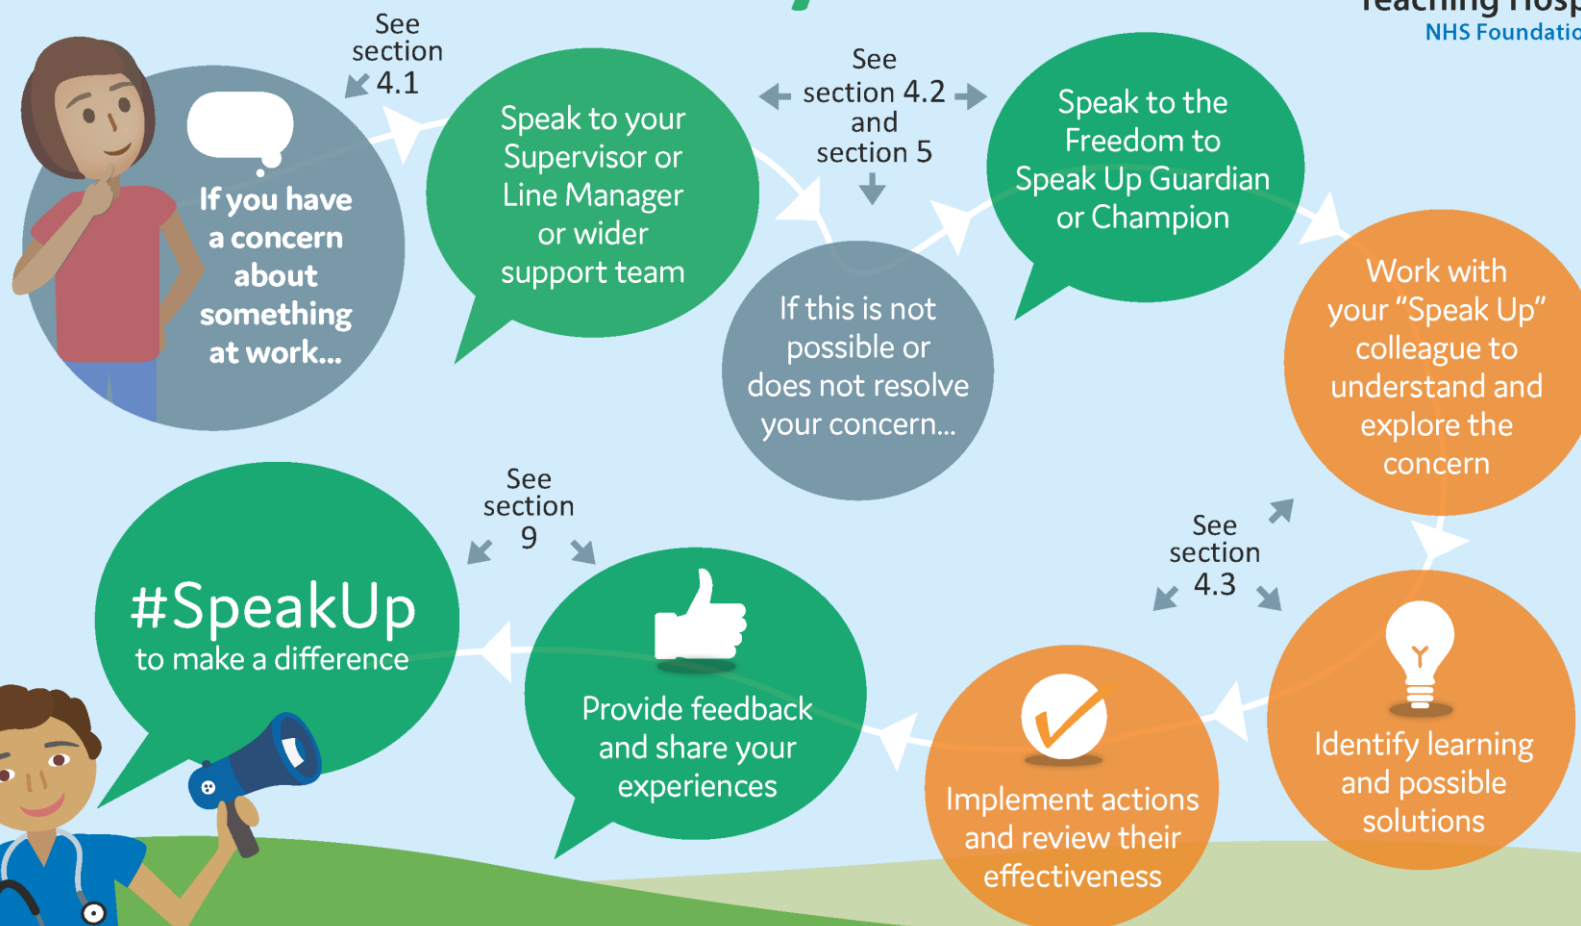 Teaching Hosp
NHS Foundatio
See
section
4.1
If you have
a concern
about
something
at work...
Speak to your
Supervisor or
Line Manager
or wider
support team
See
section 4.2
and
section 5
If this is not
possible or
does not resolve
your concern...
Speak to the
Freedom to
Speak Up Guardian
or Champion
Work with
your “Speak Up”
colleague to
understand and
explore the
concern
See
section
4.3
Identify learning
and possible
solutions
Implement actions
and review their
effectiveness
See
section
9
Provide feedback
and share your
experiences
#SpeakUp
to make a difference